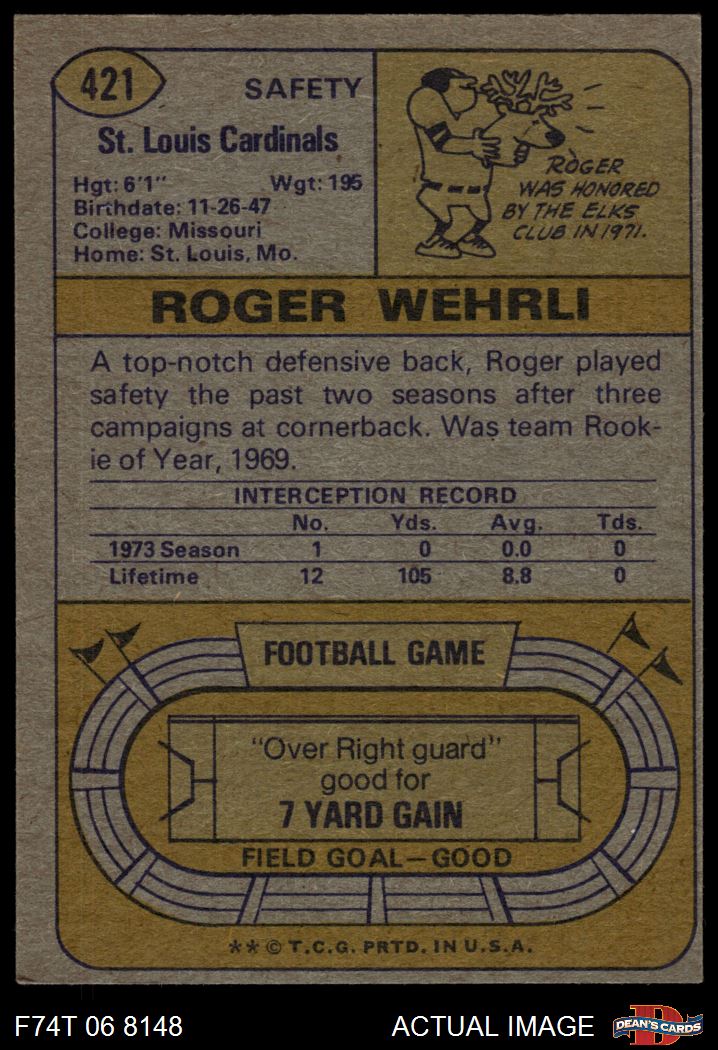 421
SAFETY
St. Louis Cardinals
Hgt: 6'1" Wgt: 195
Birthdate: 11-26-47
College: Missouri
Home: St. Louis, Mo.
ROGER
WAS HONORED
BY THE ELKS
CLUB IN 1971.
ROGER WEHRLI
A top-notch defensive back, Roger played
safety the past two seasons after three
campaigns at cornerback. Was team Rook-
ie of Year, 1969.
INTERCEPTION RECORD
No. Yds. Avg. Tds.
1973 Season 1 0 0.0 0
Lifetime 12 105 8.8 0
FOOTBALL GAME
"Over Right guard"
good for
7 YARD GAIN
FIELD GOAL—GOOD
** © T.C.G. PRTD. IN U.S.A.
F74T 06 8148 ACTUAL IMAGE
D
DEAN'S CARDS